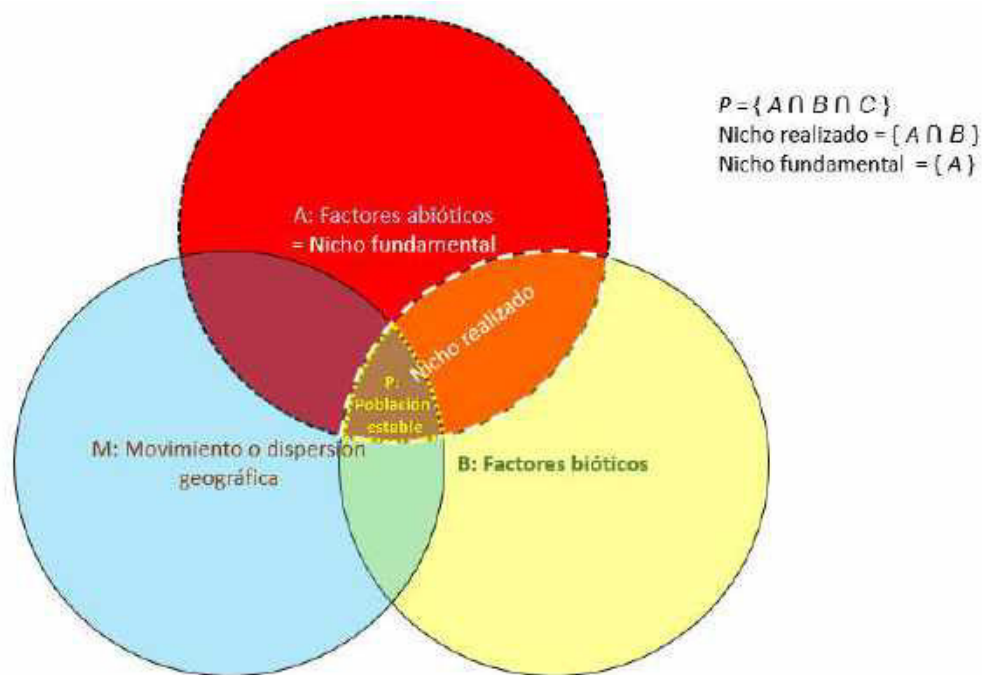 P = { A ∩ B ∩ C }
Nicho realizado = { A ∩ B }
Nicho fundamental = { A }
A: Factores abióticos
= Nicho fundamental
Nicho realizado
P:
Población
estable
M: Movimiento o dispersión
geográfica
B: Factores bióticos